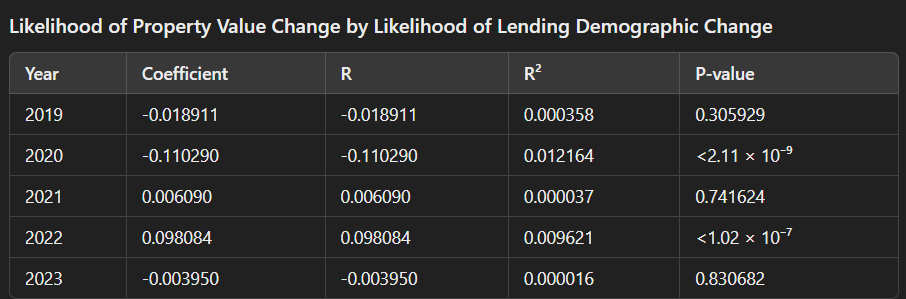 Likelihood of Property Value Change by Likelihood of Lending Demographic Change
Year Coefficient R R² P-value
2019 -0.018911 -0.018911 0.000358 0.305929
2020 -0.110290 -0.110290 0.012164 <2.11 × 10⁻⁹
2021 0.006090 0.006090 0.000037 0.741624
2022 0.098084 0.098084 0.009621 <1.02 × 10⁻⁷
2023 -0.003950 -0.003950 0.000016 0.830682